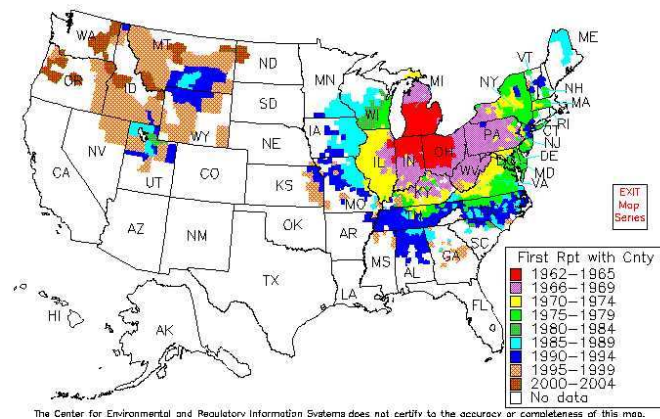 WA
MT
ND
MN
VT
ME
OR
ID
SD
WI
MI
NY
NH
MA
WY
IA
PA
RI
CT
NJ
NV
NE
IL
IN
OH
DE
UT
CO
KS
MO
WV
MD
CA
KY
VA
AZ
NM
OK
AR
SC
MS
AL
GA
TX
LA
FL
HI
AK
EXIT
Map
Series
First Rpt with Cnty
1962-1965
1966-1969
1970-1974
1975-1979
1980-1984
1985-1989
1990-1994
1995-1999
2000-2004
No data
The Center for Environmental and Regulatory Information Systems does not certify to the accuracy or completeness of this map.